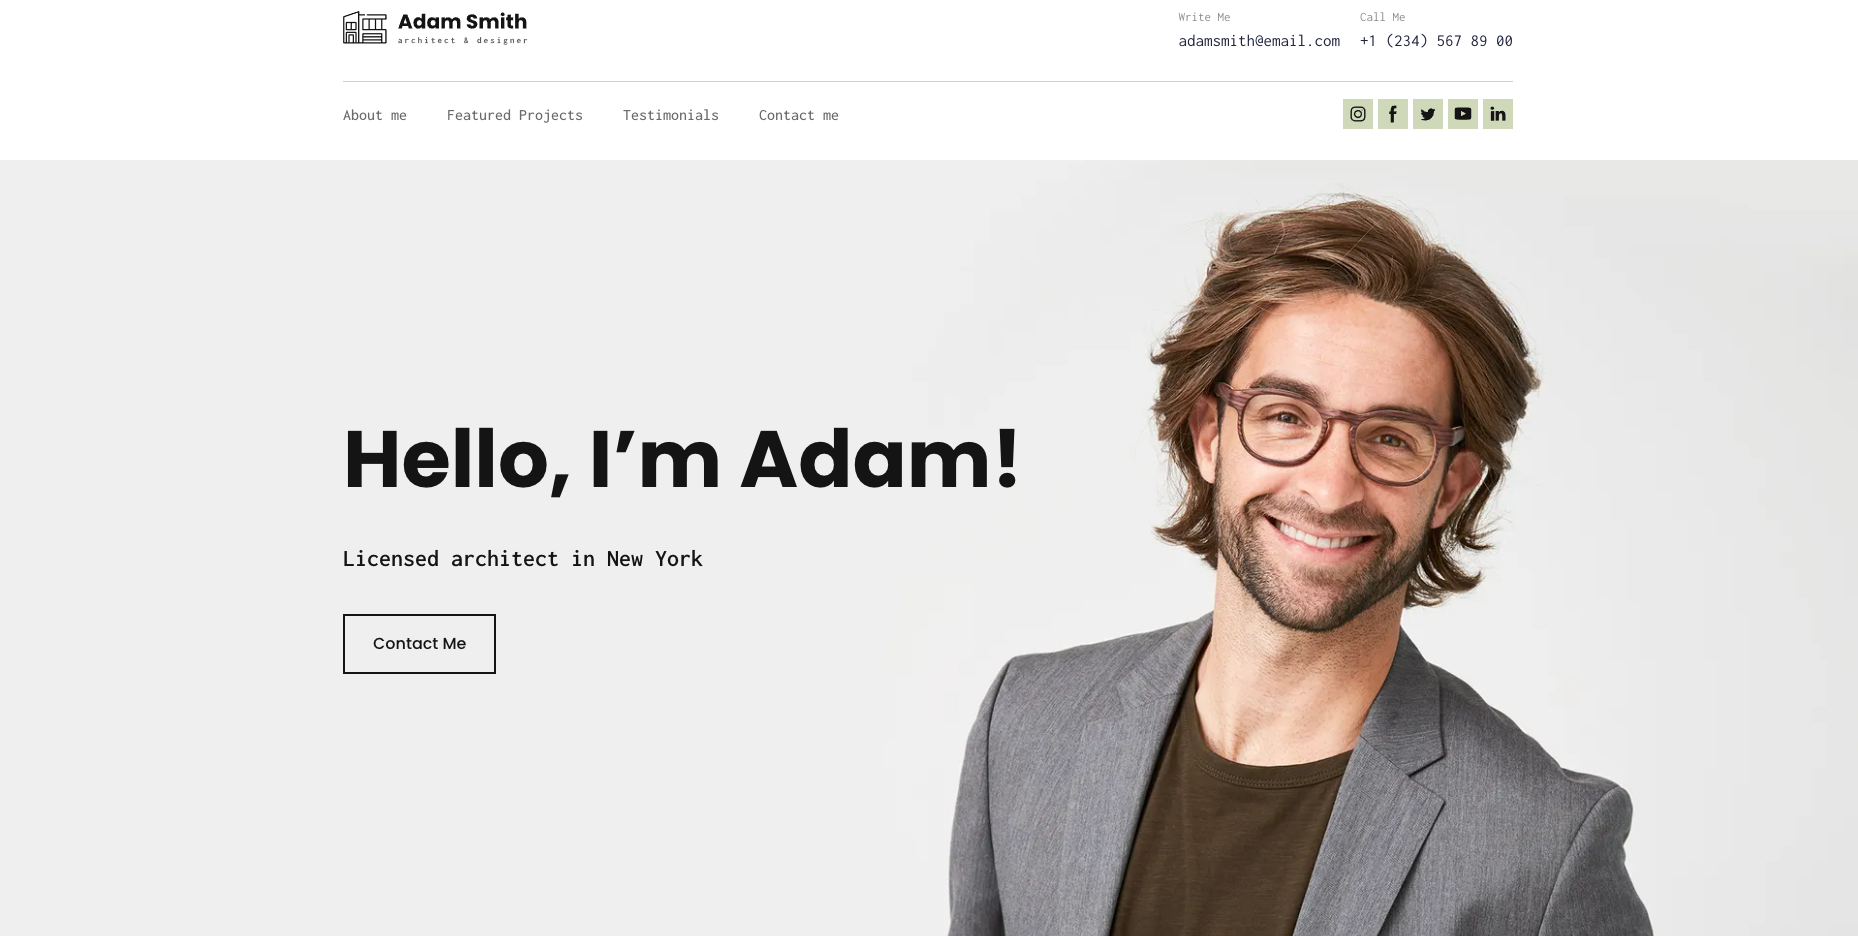 Adam Smith
architect & designer
Write Me
adamsmith@email.com
Call Me
+1 (234) 567 89 00
About me
Featured Projects
Testimonials
Contact me
Hello, I’m Adam!
Licensed architect in New York
Contact Me